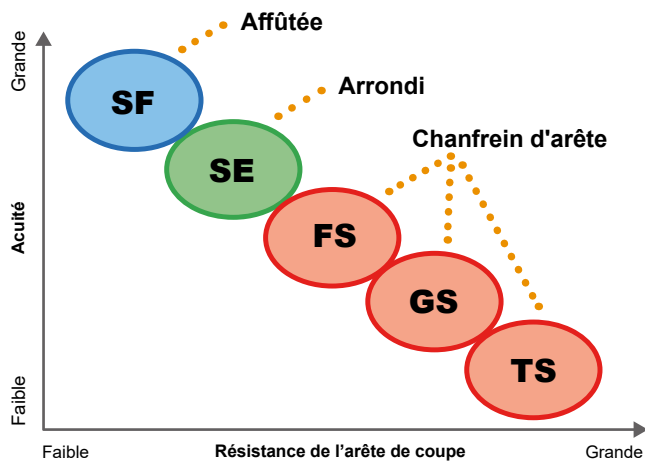 Affûtée
Grande
SF
Arrondi
SE
Chanfrein d'arête
Acuité
FS
GS
TS
Faible
Faible
Résistance de l’arête de coupe
Grande